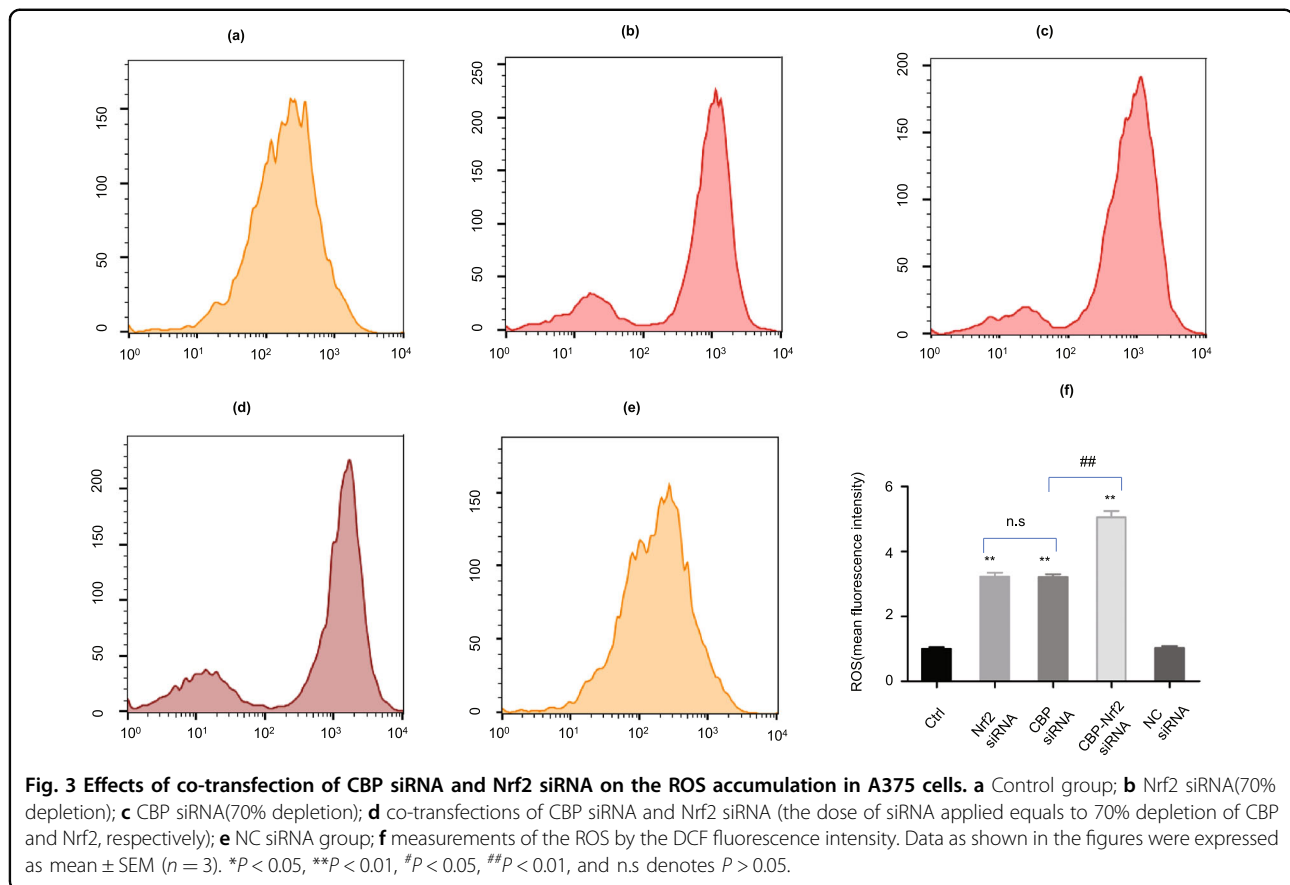 (a)
(b)
(c)
150
100
50
0
10⁰ 10¹ 10² 10³ 10⁴
250
200
150
100
50
0
10⁰ 10¹ 10² 10³ 10⁴
200
150
100
50
0
10⁰ 10¹ 10² 10³ 10⁴
(d)
(e)
(f)
200
150
100
50
0
10⁰ 10¹ 10² 10³ 10⁴
150
100
50
0
10⁰ 10¹ 10² 10³ 10⁴
ROS(mean fluorescence intensity)
6
4
2
0
##
n.s
**
**
**
Ctrl
Nrf2
siRNA
CBP
siRNA
CBP-Nrf2
siRNA
NC
siRNA
Fig. 3 Effects of co-transfection of CBP siRNA and Nrf2 siRNA on the ROS accumulation in A375 cells. a Control group; b Nrf2 siRNA(70%
depletion); c CBP siRNA(70% depletion); d co-transfections of CBP siRNA and Nrf2 siRNA (the dose of siRNA applied equals to 70% depletion of CBP
and Nrf2, respectively); e NC siRNA group; f measurements of the ROS by the DCF fluorescence intensity. Data as shown in the figures were expressed
as mean ± SEM (n = 3). *P < 0.05, **P < 0.01, #P < 0.05, ##P < 0.01, and n.s denotes P > 0.05.